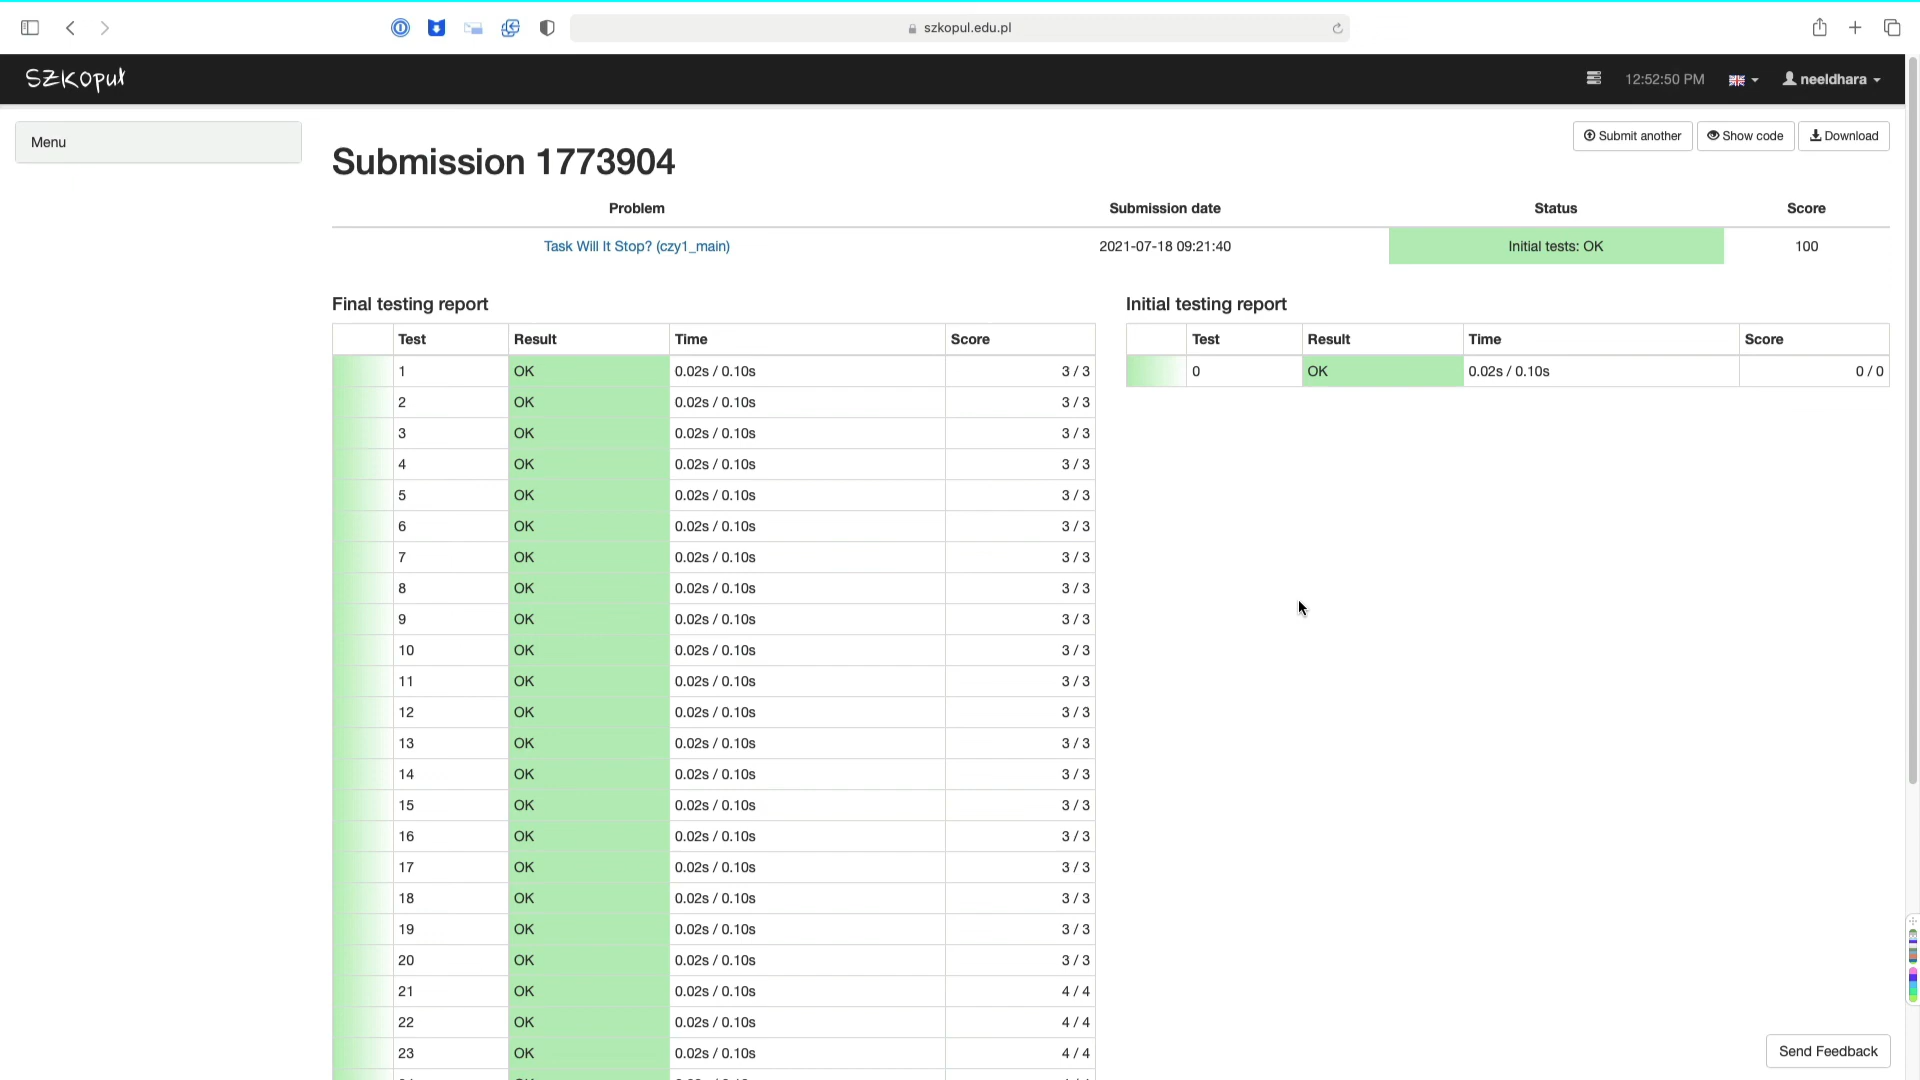 szkopul.edu.pl
SZKOpuł
12:52:50 PM
neeldhara
Menu
Submit another
Show code
Download
Submission 1773904
Problem Submission date Status Score
Task Will It Stop? (czy1_main) 2021-07-18 09:21:40 Initial tests: OK 100
Final testing report
Test Result Time Score
1 OK 0.02s / 0.10s 3 / 3
2 OK 0.02s / 0.10s 3 / 3
3 OK 0.02s / 0.10s 3 / 3
4 OK 0.02s / 0.10s 3 / 3
5 OK 0.02s / 0.10s 3 / 3
6 OK 0.02s / 0.10s 3 / 3
7 OK 0.02s / 0.10s 3 / 3
8 OK 0.02s / 0.10s 3 / 3
9 OK 0.02s / 0.10s 3 / 3
10 OK 0.02s / 0.10s 3 / 3
11 OK 0.02s / 0.10s 3 / 3
12 OK 0.02s / 0.10s 3 / 3
13 OK 0.02s / 0.10s 3 / 3
14 OK 0.02s / 0.10s 3 / 3
15 OK 0.02s / 0.10s 3 / 3
16 OK 0.02s / 0.10s 3 / 3
17 OK 0.02s / 0.10s 3 / 3
18 OK 0.02s / 0.10s 3 / 3
19 OK 0.02s / 0.10s 3 / 3
20 OK 0.02s / 0.10s 3 / 3
21 OK 0.02s / 0.10s 4 / 4
22 OK 0.02s / 0.10s 4 / 4
23 OK 0.02s / 0.10s 4 / 4
Initial testing report
Test Result Time Score
0 OK 0.02s / 0.10s 0 / 0
Send Feedback